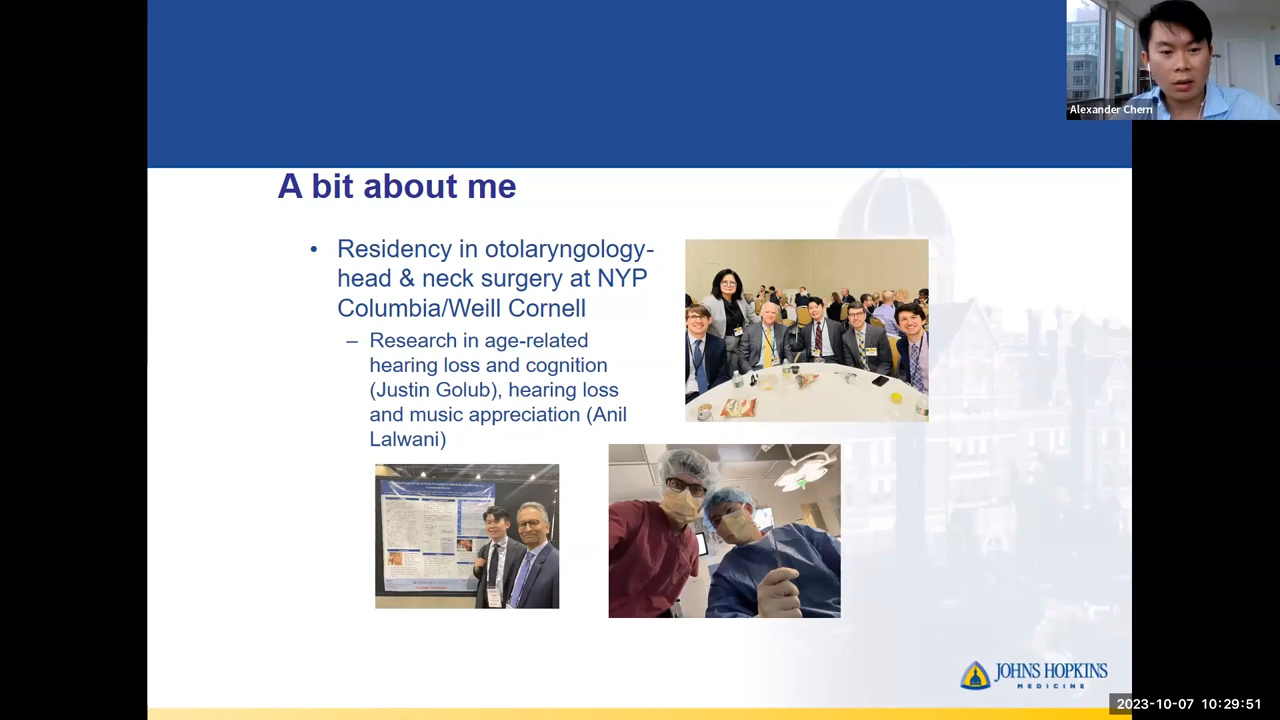 Alexander Chern
A bit about me
• Residency in otolaryngology-
head & neck surgery at NYP
Columbia/Weill Cornell
– Research in age-related
hearing loss and cognition
(Justin Golub), hearing loss
and music appreciation (Anil
Lalwani)
JOHNS HOPKINS
MEDICINE
2023-10-07 10:29:51